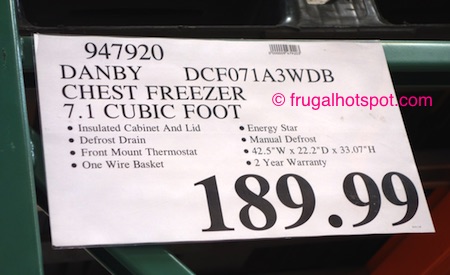 947920
DANBY DCF071A3WDB
CHEST FREEZER
7.1 CUBIC FOOT
© frugalhotspot.com
• Insulated Cabinet And Lid
• Defrost Drain
• Front Mount Thermostat
• One Wire Basket
• Energy Star
• Manual Defrost
• 42.5"W x 22.2"D x 33.07"H
• 2 Year Warranty
189.99